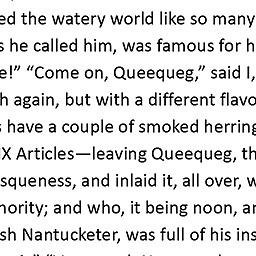 ed the watery world like so many
he called him, was famous for h
e!” “Come on, Queequeg,” said I,
h again, but with a different flavo
have a couple of smoked herring
IX Articles—leaving Queequeg, th
squeness, and inlaid it, all over, w
hority; and who, it being noon, an
sh Nantucketer, was full of his ins